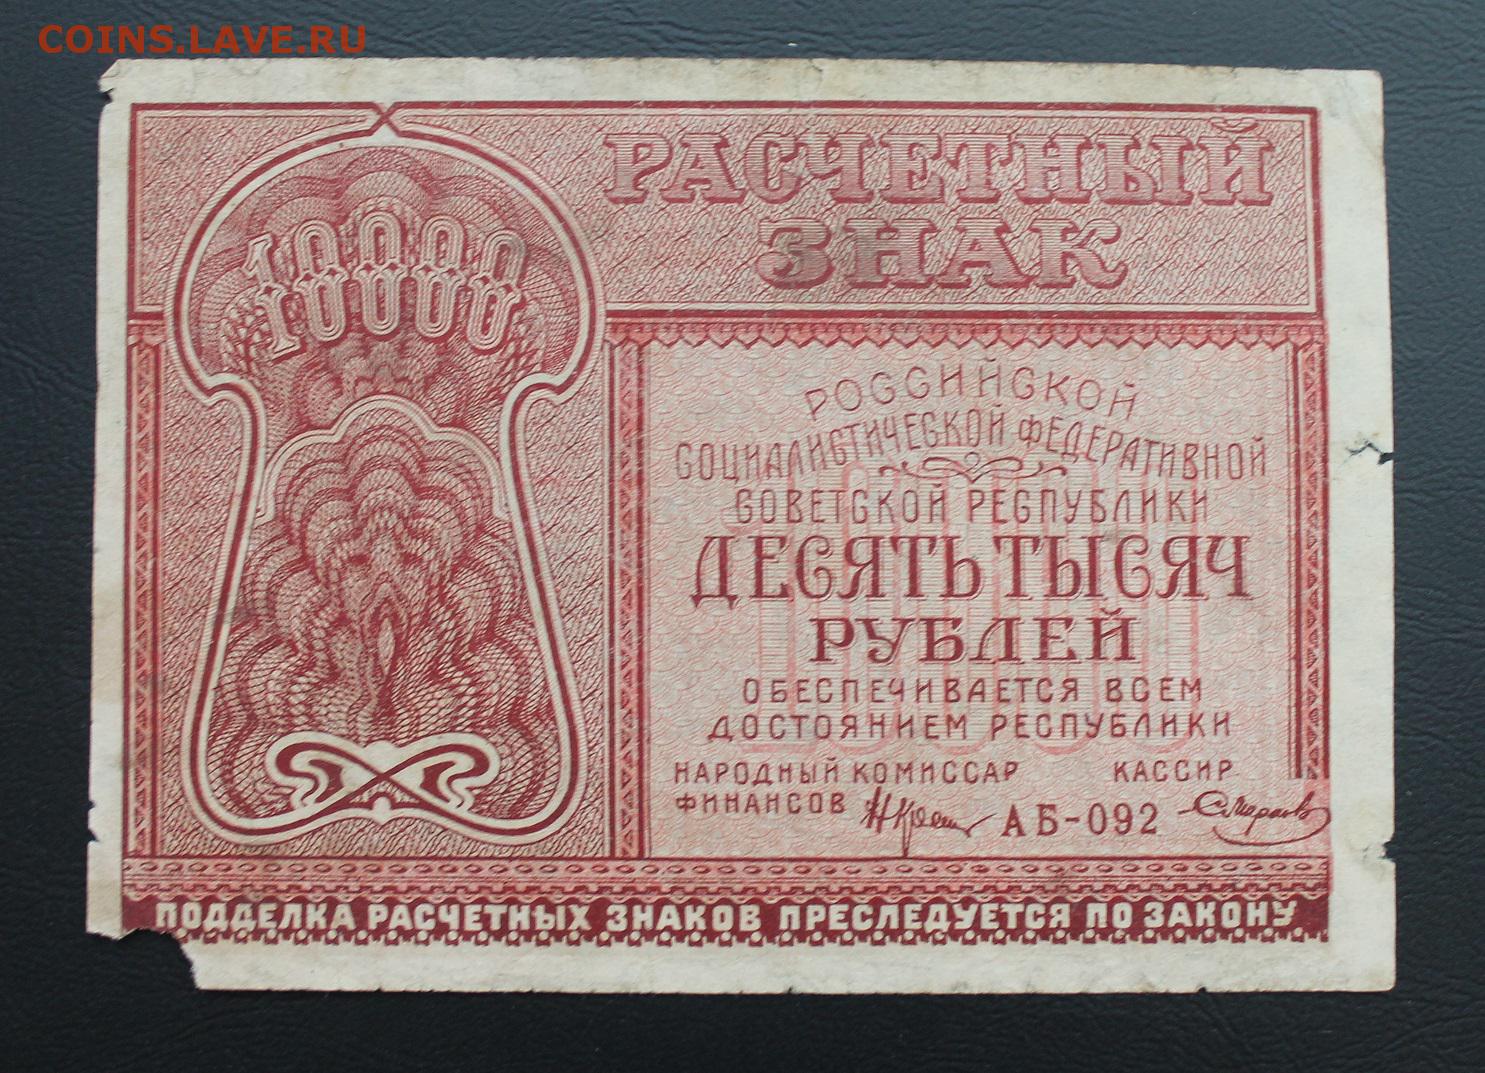 COINS.LAVE.RU
РАСЧЕТНЫЙ
ЗНАК
10000
10000
РОССИЙСКОЙ
СОЦИАЛИСТИЧЕСКОЙ ФЕДЕРАТИВНОЙ
СОВЕТСКОЙ РЕСПУБЛИКИ
ДЕСЯТЬ ТЫСЯЧ
РУБЛЕЙ
ОБЕСПЕЧИВАЕТСЯ ВСЕМ
ДОСТОЯНИЕМ РЕСПУБЛИКИ
НАРОДНЫЙ КОМИССАР КАССИР
ФИНАНСОВ АБ-092
ПОДДЕЛКА РАСЧЕТНЫХ ЗНАКОВ ПРЕСЛЕДУЕТСЯ ПО ЗАКОНУ